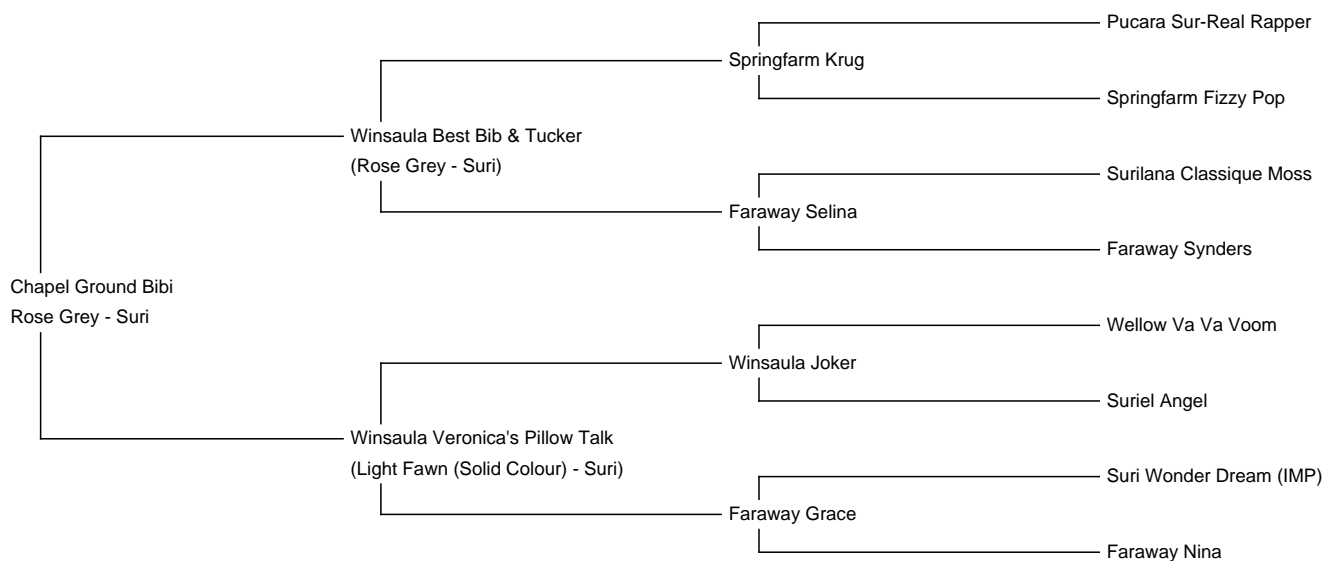 Pucara Sur-Real Rapper
Springfarm Krug
Springfarm Fizzy Pop
Winsaula Best Bib & Tucker
(Rose Grey - Suri)
Surilana Classique Moss
Faraway Selina
Faraway Synders
Chapel Ground Bibi
Rose Grey - Suri
Wellow Va Va Voom
Winsaula Joker
Suriel Angel
Winsaula Veronica's Pillow Talk
(Light Fawn (Solid Colour) - Suri)
Suri Wonder Dream (IMP)
Faraway Grace
Faraway Nina